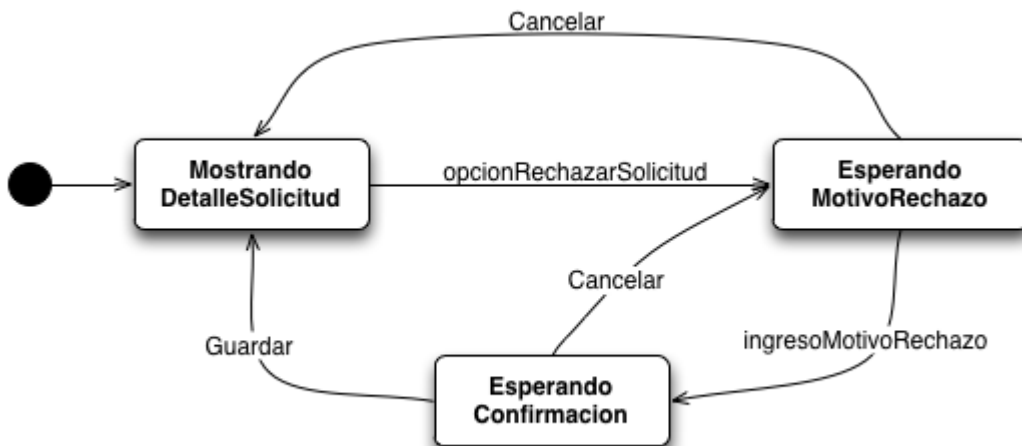 Cancelar
Mostrando
DetalleSolicitud
opcionRechazarSolicitud
Esperando
MotivoRechazo
Cancelar
Guardar
ingresoMotivoRechazo
Esperando
Confirmacion